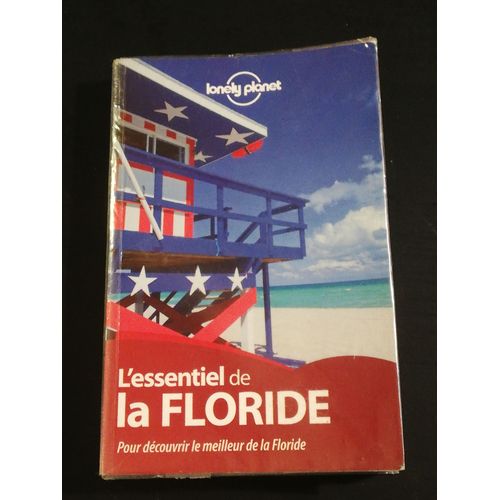 lonely planet
L'essentiel de
la FLORIDE
Pour découvrir le meilleur de la Floride